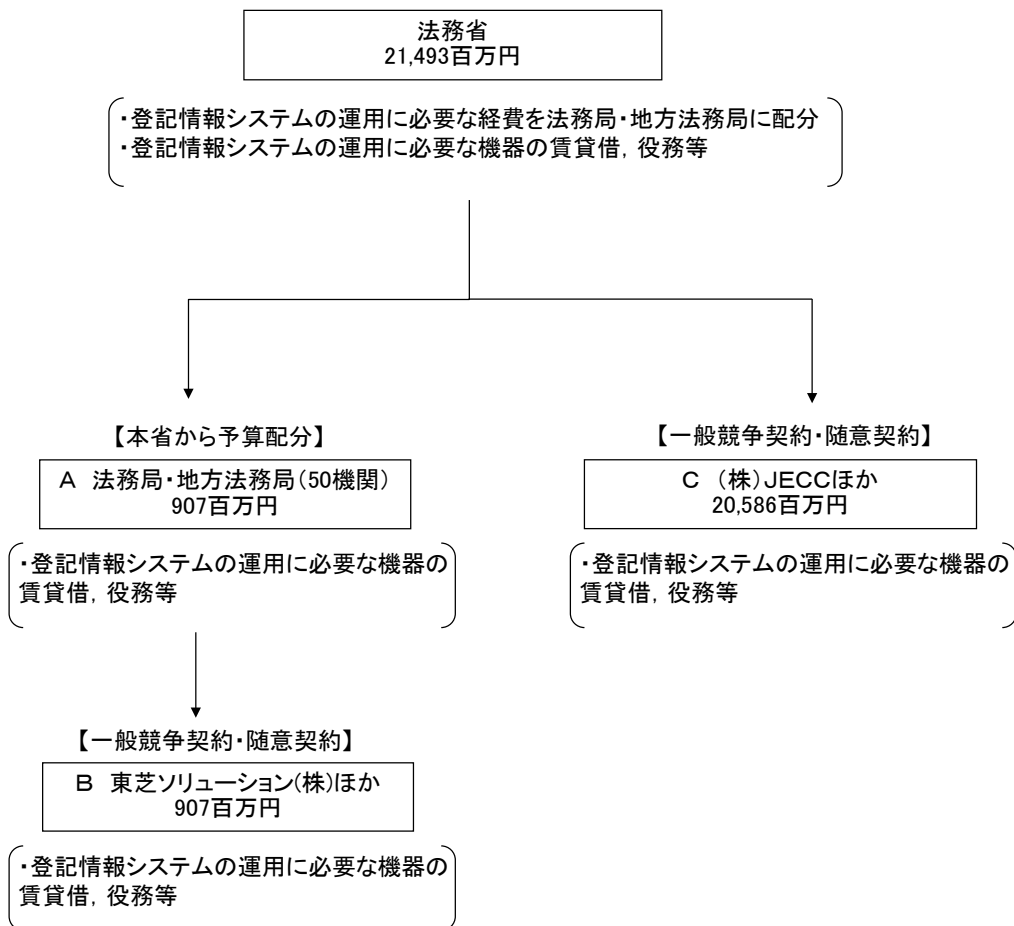 法務省
21,493百万円
・登記情報システムの運用に必要な経費を法務局・地方法務局に配分
・登記情報システムの運用に必要な機器の賃貸借，役務等
【本省から予算配分】
A 法務局・地方法務局（50機関）
907百万円
・登記情報システムの運用に必要な機器の
賃貸借，役務等
【一般競争契約・随意契約】
C （株）JECCほか
20,586百万円
・登記情報システムの運用に必要な機器の
賃貸借，役務等
【一般競争契約・随意契約】
B 東芝ソリューション(株)ほか
907百万円
・登記情報システムの運用に必要な機器の
賃貸借，役務等